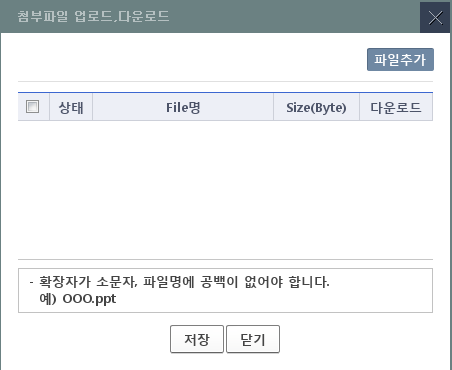 첨부파일 업로드,다운로드
파일추가
상태 File명 Size(Byte) 다운로드
- 확장자가 소문자, 파일명에 공백이 없어야 합니다.
예) OOO.ppt
저장 닫기